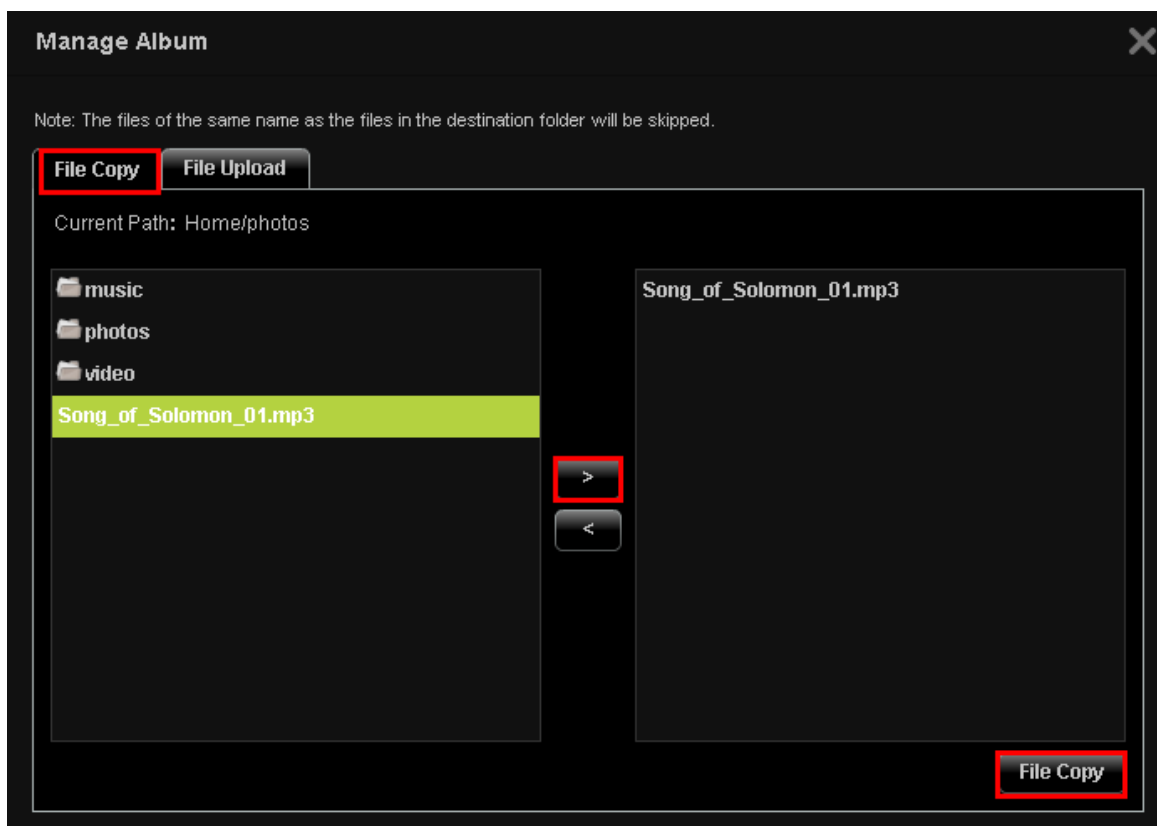 Manage Album
Note: The files of the same name as the files in the destination folder will be skipped.
File Copy
File Upload
Current Path: Home/photos
music
photos
video
Song_of_Solomon_01.mp3
>
<
Song_of_Solomon_01.mp3
File Copy